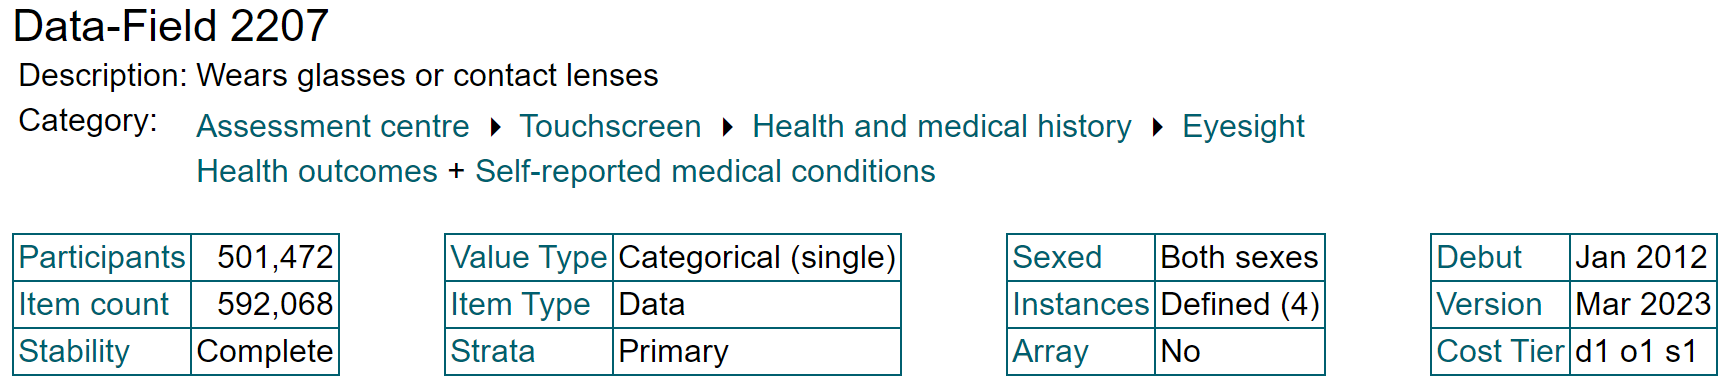 Data-Field 2207
Description: Wears glasses or contact lenses
Category: Assessment centre ▸ Touchscreen ▸ Health and medical history ▸ Eyesight
Health outcomes + Self-reported medical conditions
Participants 501,472 Value Type Categorical (single) Sexed Both sexes Debut Jan 2012
Item count 592,068 Item Type Data Instances Defined (4) Version Mar 2023
Stability Complete Strata Primary Array No Cost Tier d1 o1 s1